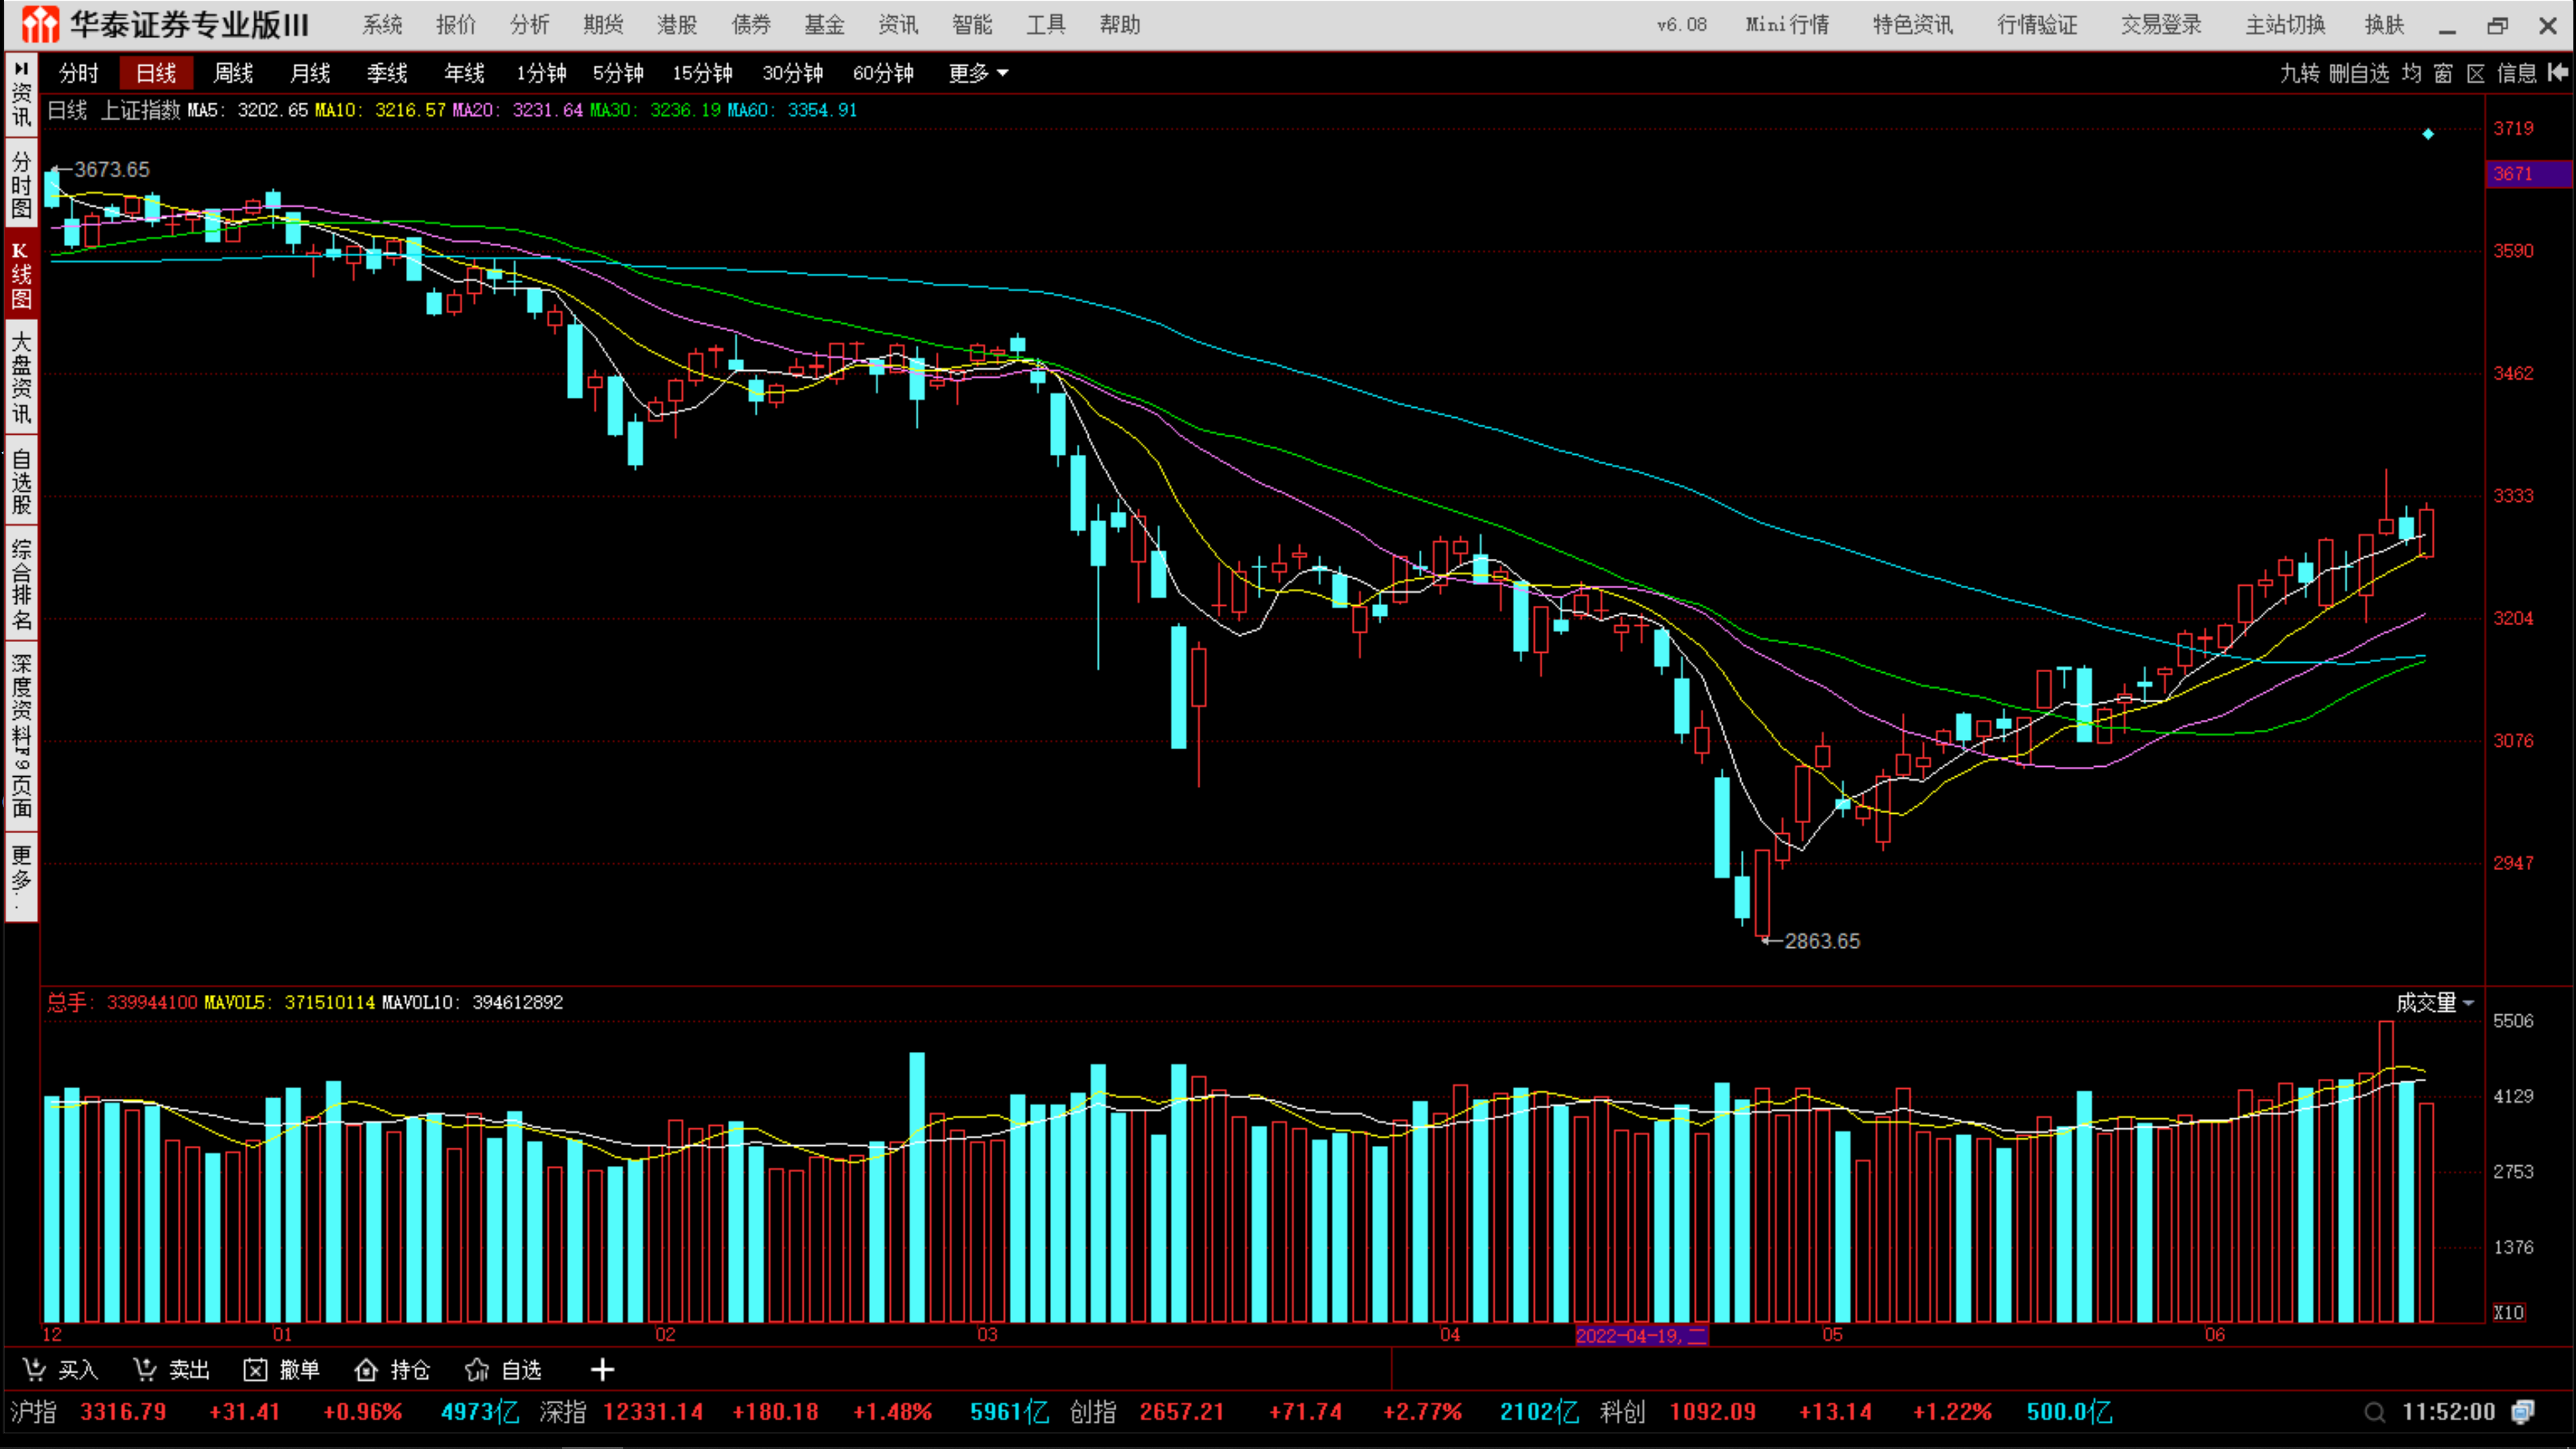 华泰证券专业版III 系统 报价 分析 期货 港股 债券 基金 资讯 智能 工具 帮助 v6.08 Mini行情 特色资讯 行情验证 交易登录 主站切换 换肤
分时 日线 周线 月线 季线 年线 1分钟 5分钟 15分钟 30分钟 60分钟 更多 九转 删自选 均 窗 区 信息
日线 上证指数 MA5: 3202.65 MA10: 3216.57 MA20: 3231.64 MA30: 3236.19 MA60: 3354.91
资讯
分时图
K线图
大盘资讯
自选股
综合排名
深度资料F9页面
更多..
3673.65
2863.65
3719
3671
3590
3462
3333
3204
3076
2947
总手: 339944100 MAVOL5: 371510114 MAVOL10: 394612892 成交量
5506
4129
2753
1376
X10
12 01 02 03 04 2022-04-19,二 05 06
买入 卖出 撤单 持仓 自选
沪指 3316.79 +31.41 +0.96% 4973亿 深指 12331.14 +180.18 +1.48% 5961亿 创指 2657.21 +71.74 +2.77% 2102亿 科创 1092.09 +13.14 +1.22% 500.0亿 11:52:00